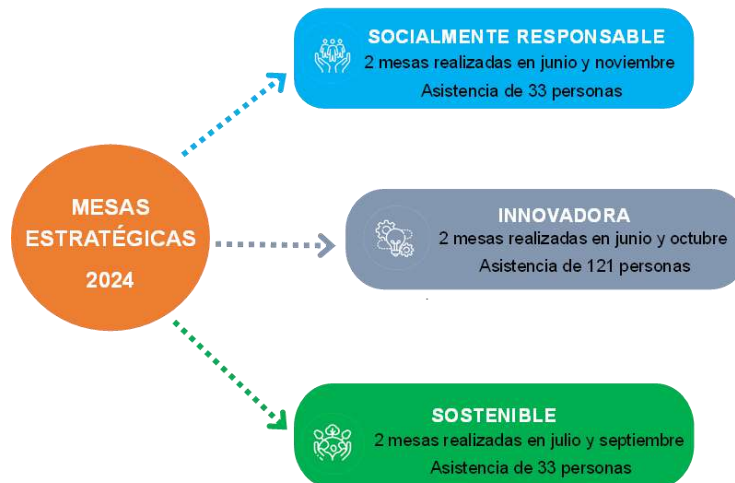 SOCIALMENTE RESPONSABLE
2 mesas realizadas en junio y noviembre
Asistencia de 33 personas
MESAS
ESTRATÉGICAS
2024
INNOVADORA
2 mesas realizadas en junio y octubre
Asistencia de 121 personas
SOSTENIBLE
2 mesas realizadas en julio y septiembre
Asistencia de 33 personas